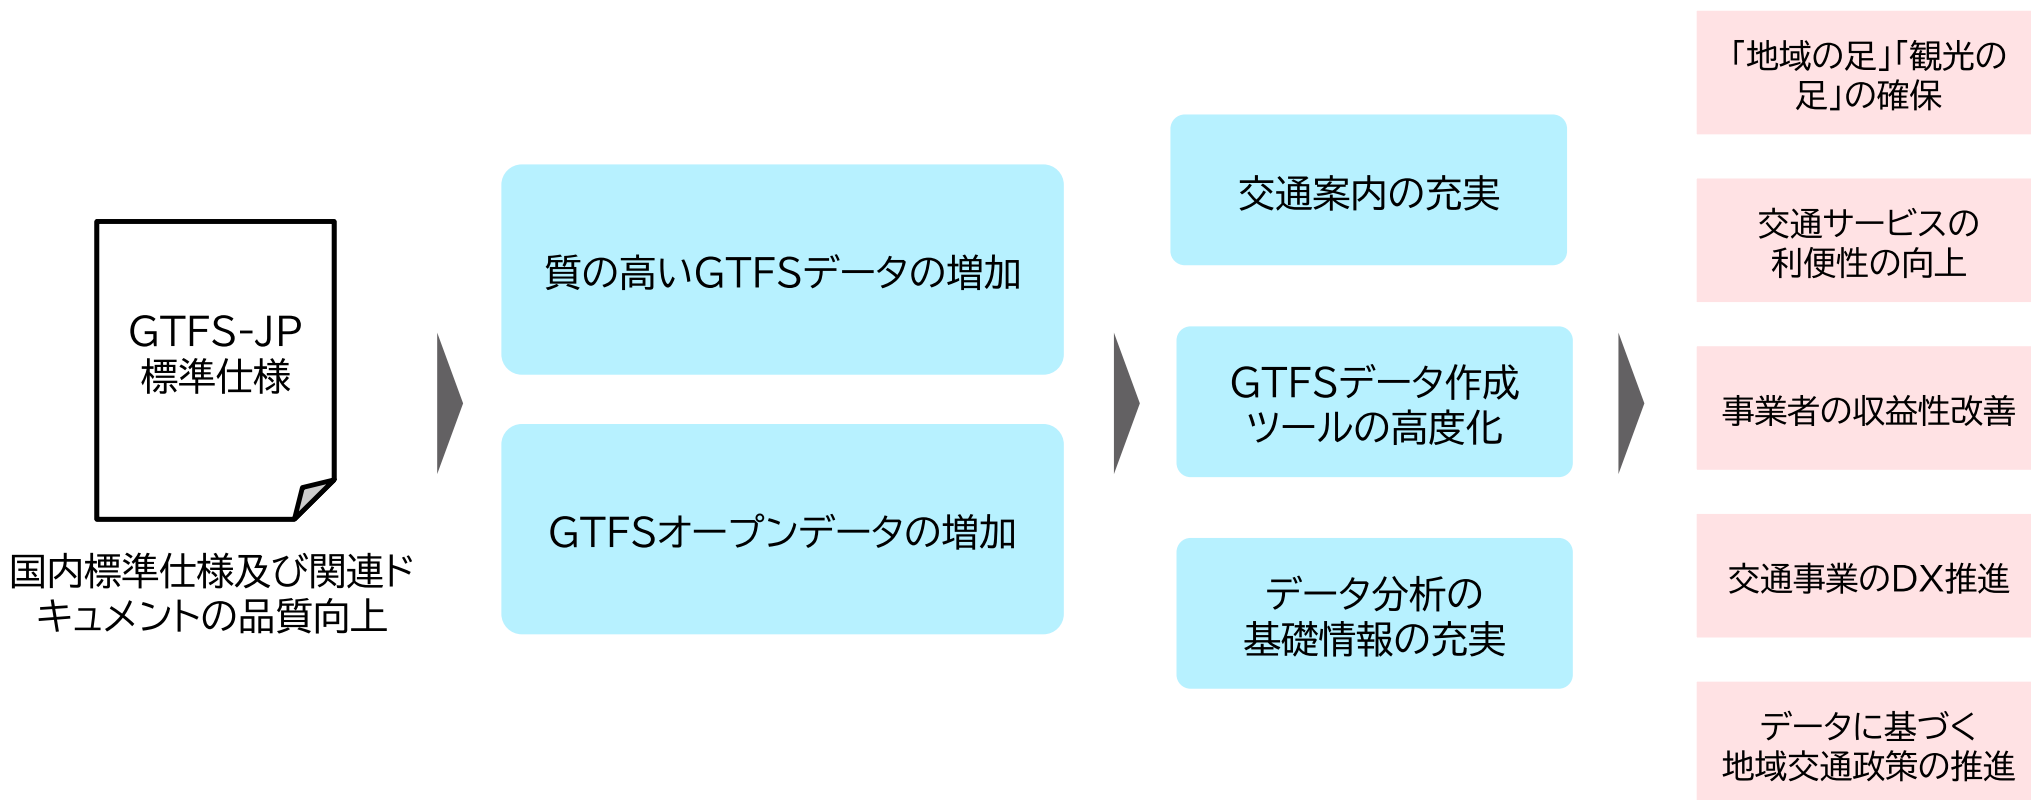 GTFS-JP
標準仕様
国内標準仕様及び関連ド
キュメントの品質向上
質の高いGTFSデータの増加
GTFSオープンデータの増加
交通案内の充実
GTFSデータ作成
ツールの高度化
データ分析の
基礎情報の充実
「地域の足」「観光の
足」の確保
交通サービスの
利便性の向上
事業者の収益性改善
交通事業のDX推進
データに基づく
地域交通政策の推進